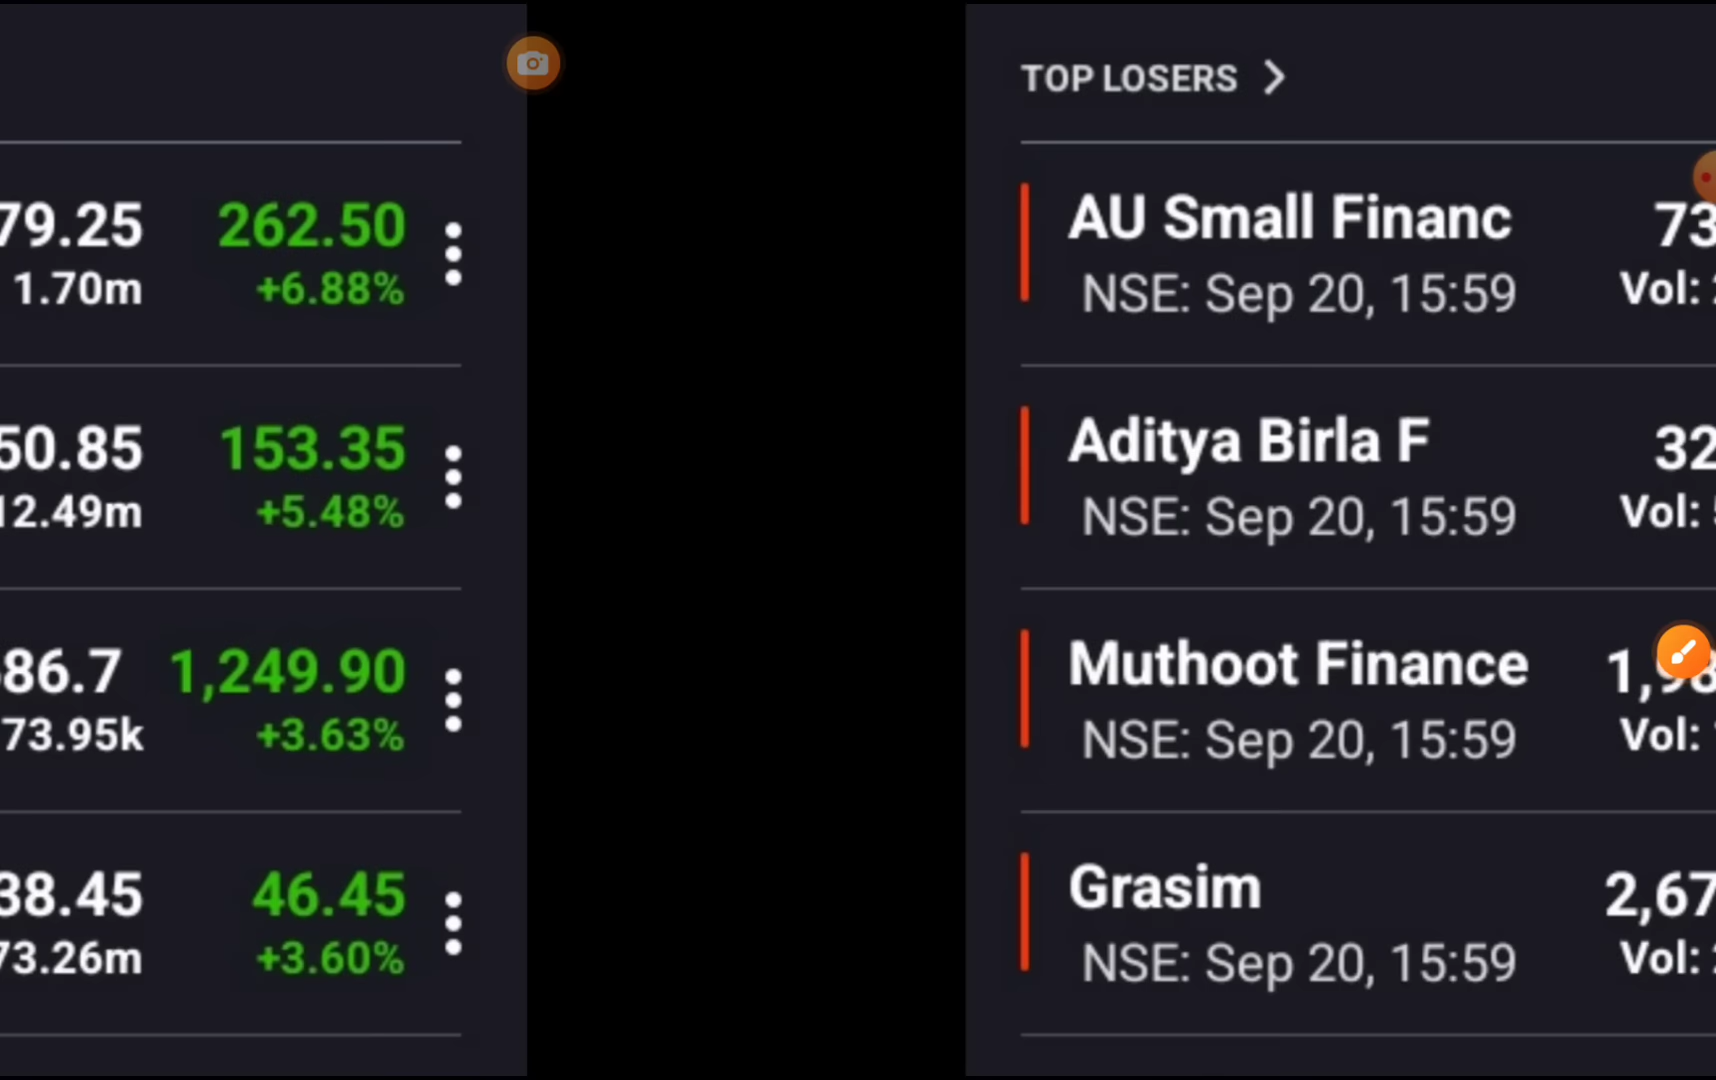 79.25 262.50
1.70m +6.88%
50.85 153.35
12.49m +5.48%
86.7 1,249.90
73.95k +3.63%
38.45 46.45
73.26m +3.60%
TOP LOSERS
AU Small Financ 73
NSE: Sep 20, 15:59 Vol:
Aditya Birla F 32
NSE: Sep 20, 15:59 Vol:
Muthoot Finance 1,98
NSE: Sep 20, 15:59 Vol:
Grasim 2,67
NSE: Sep 20, 15:59 Vol: